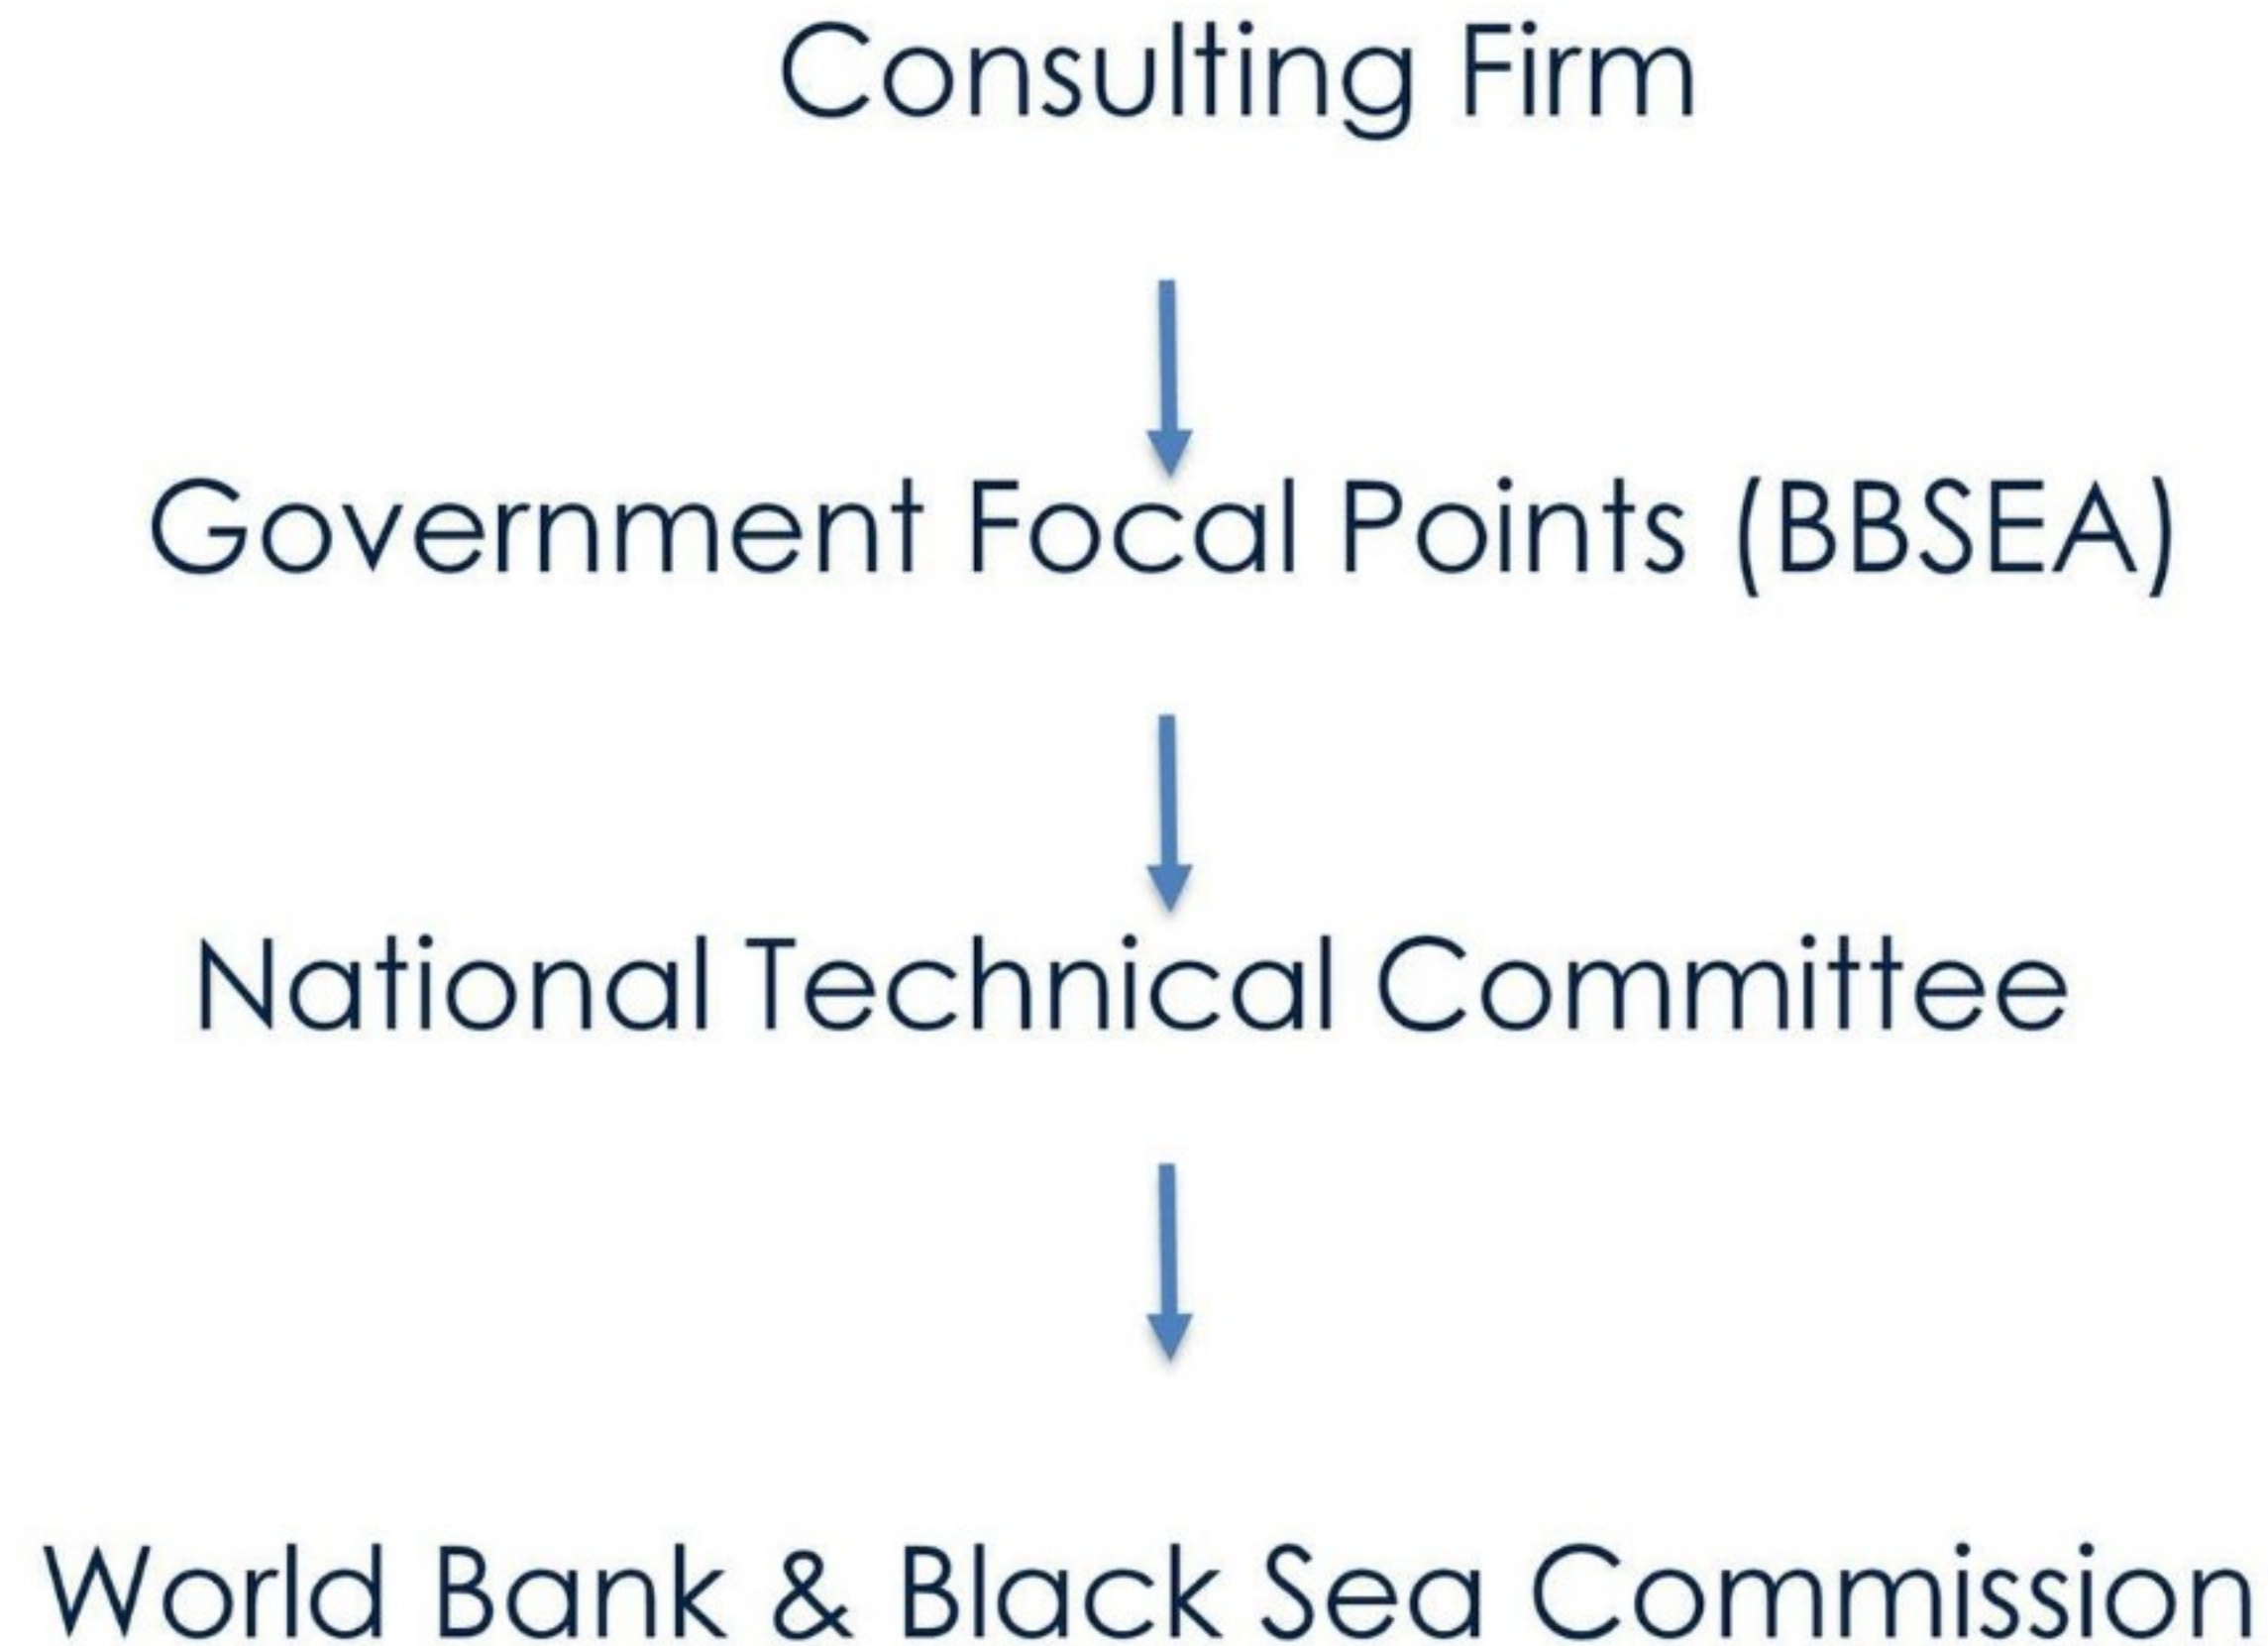 Consulting Firm
Government Focal Points (BBSEA)
National Technical Committee
World Bank & Black Sea Commission